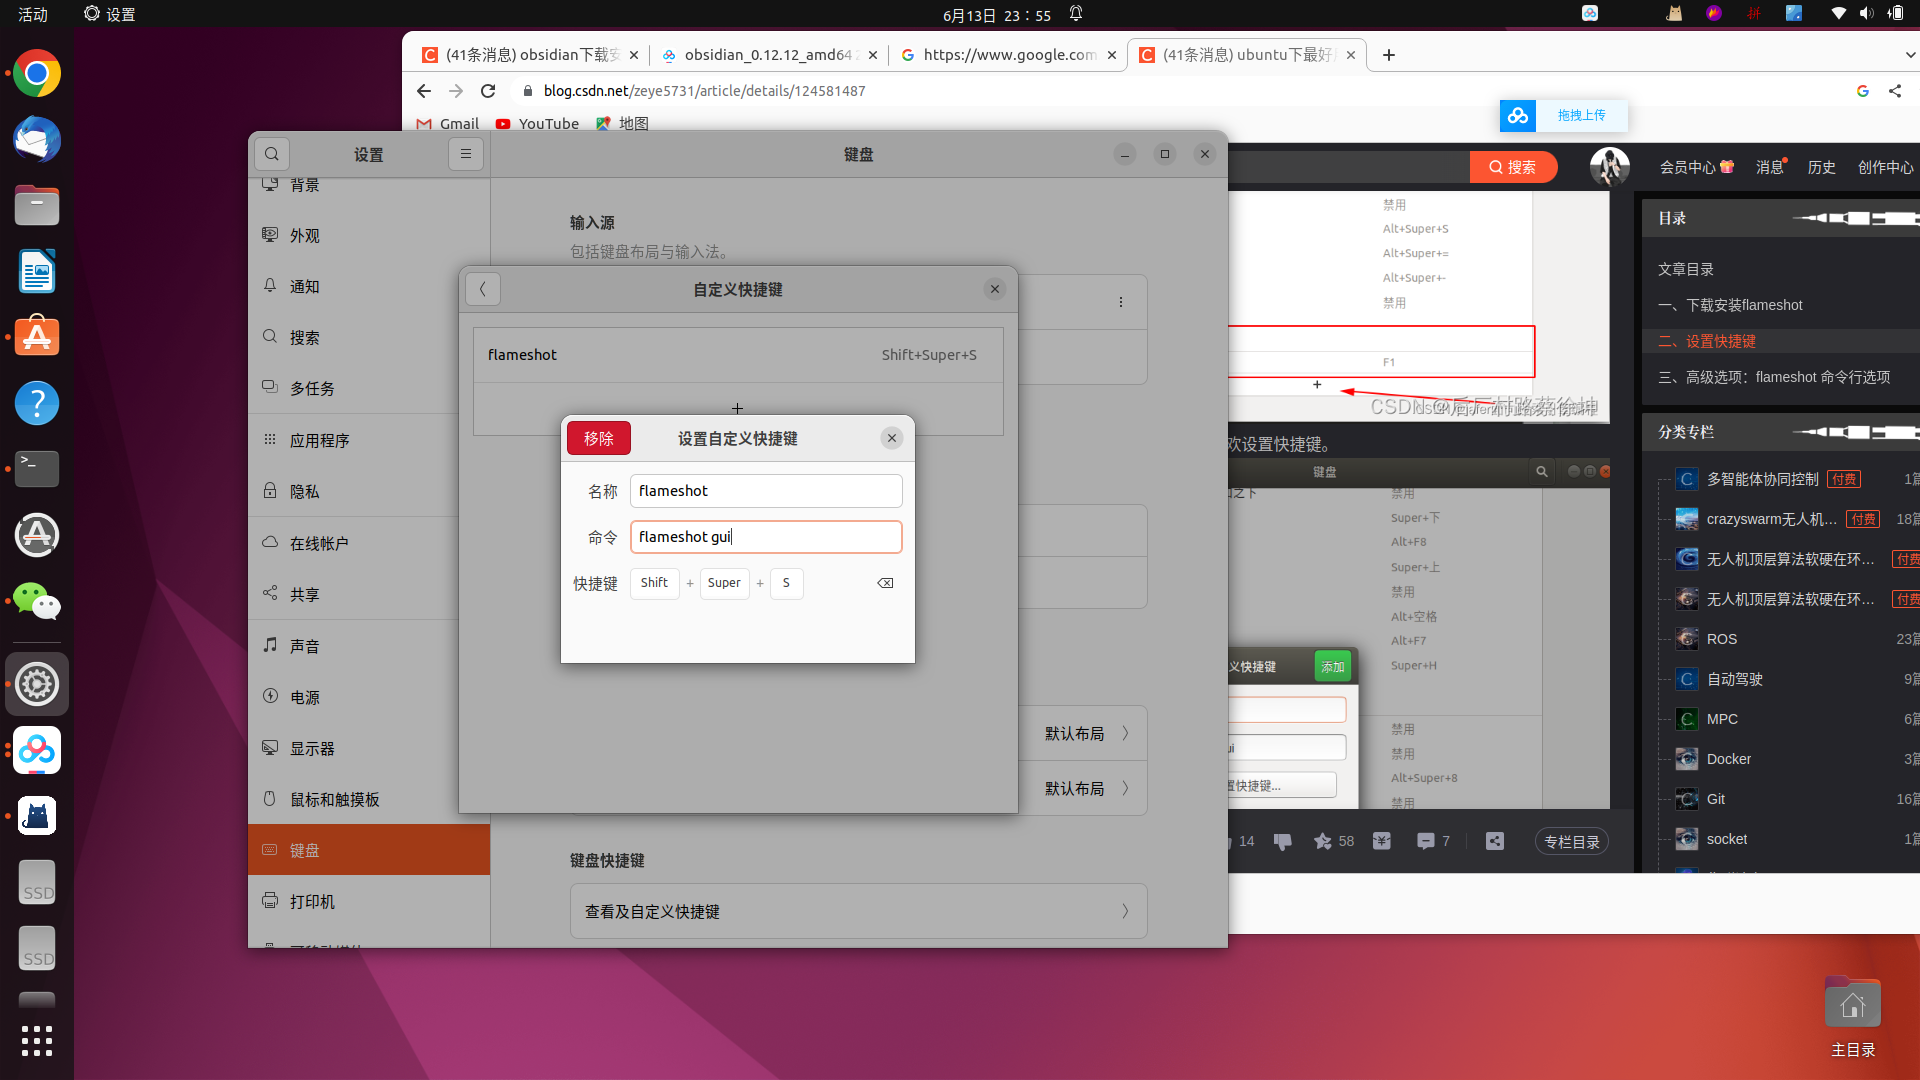 活动
设置
6月13日 23：55
拼
(41条消息) obsidian下载安
obsidian_0.12.12_amd64
https://www.google.com
(41条消息) ubuntu下最好
blog.csdn.net/zeye5731/article/details/124581487
Gmail
YouTube
地图
拖拽上传
设置
键盘
背景
外观
通知
搜索
多任务
应用程序
隐私
在线帐户
共享
声音
电源
显示器
鼠标和触摸板
键盘
打印机
输入源
包括键盘布局与输入法。
默认布局
默认布局
键盘快捷键
查看及自定义快捷键
自定义快捷键
flameshot
Shift+Super+S
移除
设置自定义快捷键
名称
flameshot
命令
flameshot gui
快捷键
Shift + Super + S
搜索
会员中心
消息
历史
创作中心
禁用
Alt+Super+S
Alt+Super+=
Alt+Super+-
禁用
F1
+
欢设置快捷键。
键盘
禁用
Super+下
Alt+F8
Super+上
禁用
Alt+空格
Alt+F7
Super+H
义快捷键
添加
ui
置快捷键...
禁用
禁用
Alt+Super+8
禁用
14
58
7
专栏目录
目录
文章目录
一、下载安装flameshot
二、设置快捷键
三、高级选项：flameshot 命令行选项
分类专栏
多智能体协同控制
付费
1篇
crazyswarm无人机...
付费
18篇
无人机顶层算法软硬在环...
付费
无人机顶层算法软硬在环...
付费
ROS
23篇
自动驾驶
9篇
MPC
6篇
Docker
3篇
Git
16篇
socket
1篇
SSD
SSD
主目录